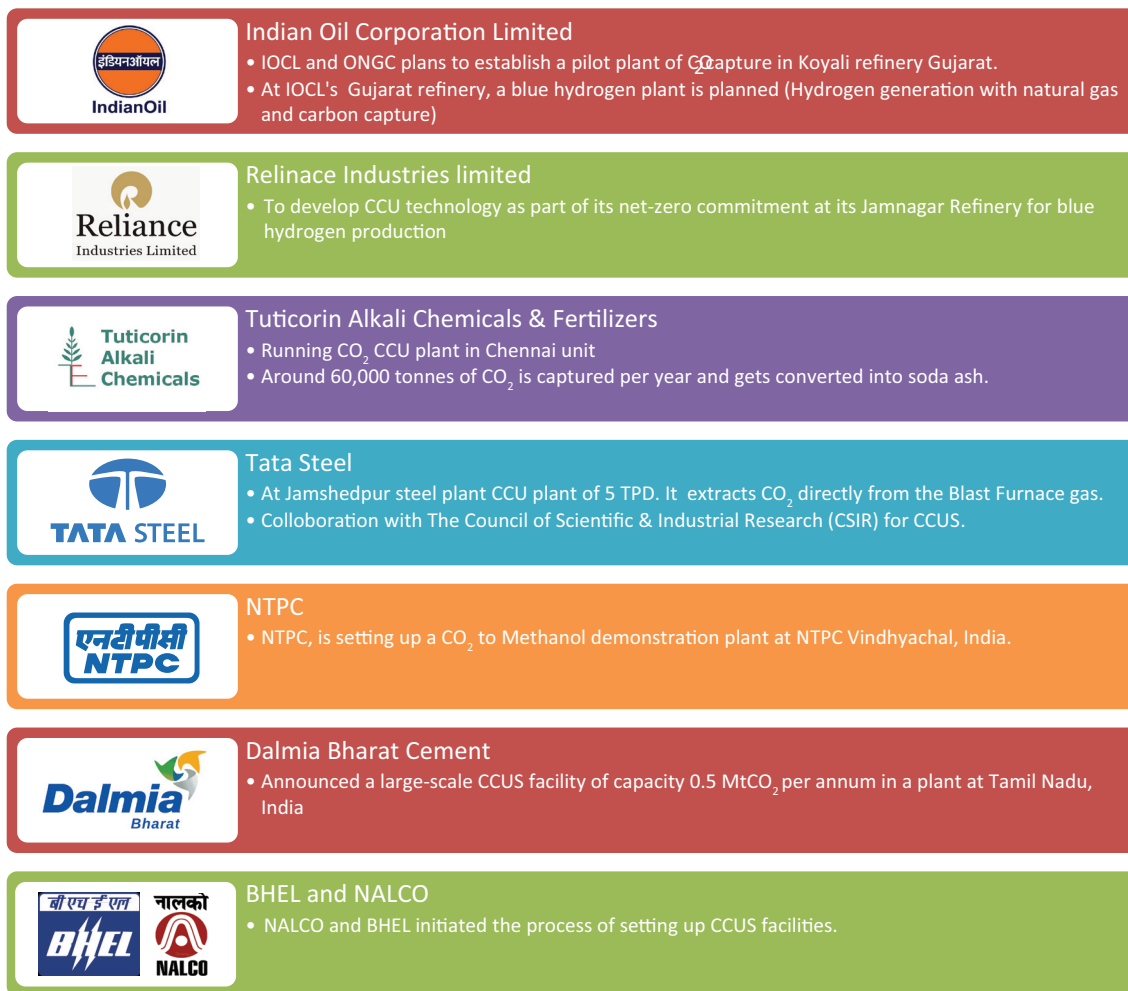 इंडियनऑयल
IndianOil
Indian Oil Corporation Limited
• IOCL and ONGC plans to establish a pilot plant of CO₂ capture in Koyali refinery Gujarat.
• At IOCL's Gujarat refinery, a blue hydrogen plant is planned (Hydrogen generation with natural gas
and carbon capture)
Reliance
Industries Limited
Relinace Industries limited
• To develop CCU technology as part of its net-zero commitment at its Jamnagar Refinery for blue
hydrogen production
Tuticorin
Alkali
Chemicals
Tuticorin Alkali Chemicals & Fertilizers
• Running CO₂ CCU plant in Chennai unit
• Around 60,000 tonnes of CO₂ is captured per year and gets converted into soda ash.
TATA STEEL
Tata Steel
• At Jamshedpur steel plant CCU plant of 5 TPD. It extracts CO₂ directly from the Blast Furnace gas.
• Colloboration with The Council of Scientific & Industrial Research (CSIR) for CCUS.
एनटीपीसी
NTPC
NTPC
• NTPC, is setting up a CO₂ to Methanol demonstration plant at NTPC Vindhyachal, India.
Dalmia
Bharat
Dalmia Bharat Cement
• Announced a large-scale CCUS facility of capacity 0.5 MtCO₂ per annum in a plant at Tamil Nadu,
India
बी एच ई एल
BHEL
नालको
NALCO
BHEL and NALCO
• NALCO and BHEL initiated the process of setting up CCUS facilities.